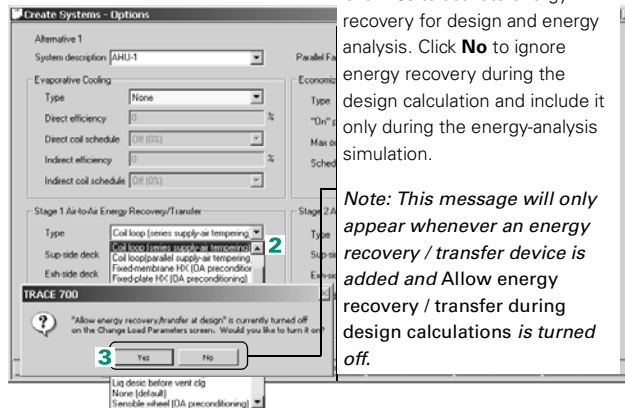 Create Systems - Options
Alternative 1
System description AHU-1
Parallel Fa
Evaporative Cooling
Type None
Direct efficiency 0 %
Direct coil schedule Off (0%)
Indirect efficiency 0 %
Indirect coil schedule Off (0%)
Economiz
Type
"On" p
Max o
Sched
Stage 1 Air-to-Air Energy Recovery/Transfer
Type Coil loop (series supply-air tempering)
Sup-side deck
Exh-side deck
Coil loop (series supply-air tempering)
Coil loop(parallel supply-air tempering
Fixed-membrane HX (OA preconditior
Fixed-plate HX (OA preconditioning)
2
Stage 2 A
Type
Sup-si
Exh-si
TRACE 700
"Allow energy recovery/transfer at design" is currently turned off
on the Change Load Parameters screen. Would you like to turn it on?
3
Yes
No
Liq desic before vent clg
None (default)
Sensible wheel (OA preconditioning)
recovery for design and energy
analysis. Click No to ignore
energy recovery during the
design calculation and include it
only during the energy-analysis
simulation.
Note: This message will only
appear whenever an energy
recovery / transfer device is
added and Allow energy
recovery / transfer during
design calculations is turned
off.